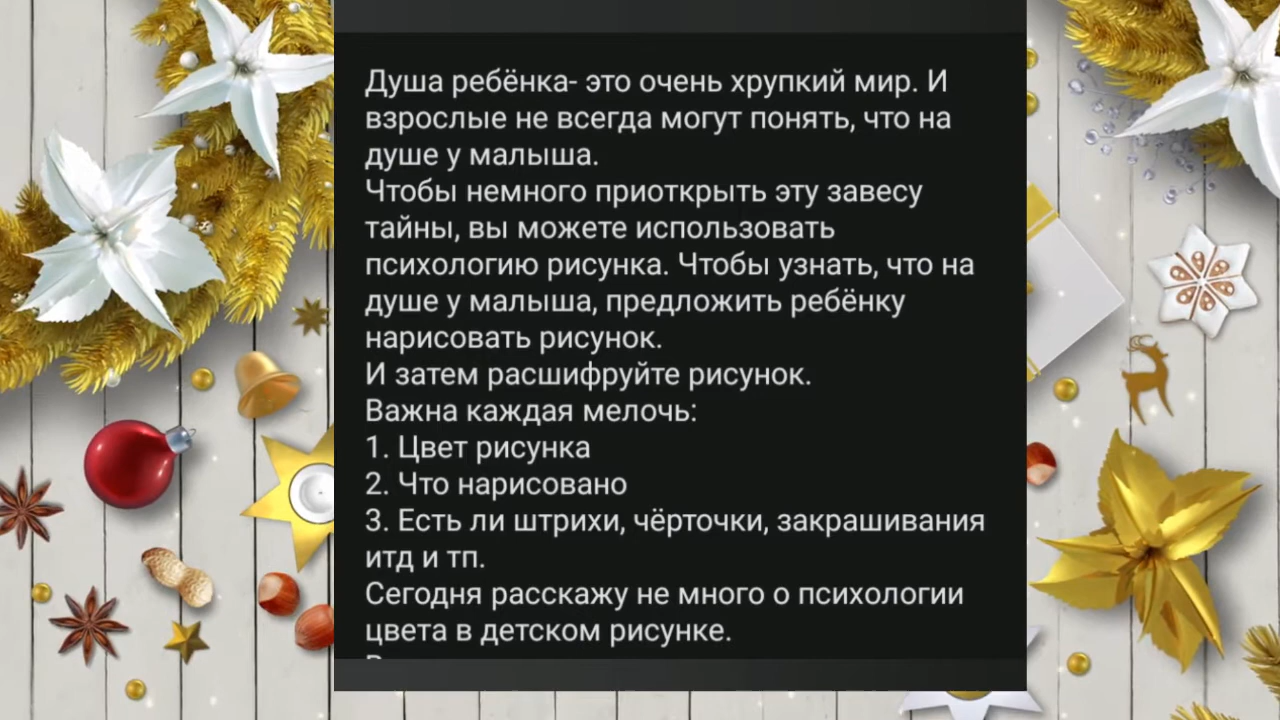 Душа ребёнка- это очень хрупкий мир. И
взрослые не всегда могут понять, что на
душе у малыша.
Чтобы немного приоткрыть эту завесу
тайны, вы можете использовать
психологию рисунка. Чтобы узнать, что на
душе у малыша, предложить ребёнку
нарисовать рисунок.
И затем расшифруйте рисунок.
Важна каждая мелочь:
1. Цвет рисунка
2. Что нарисовано
3. Есть ли штрихи, чёрточки, закрашивания
итд и тп.
Сегодня расскажу не много о психологии
цвета в детском рисунке.